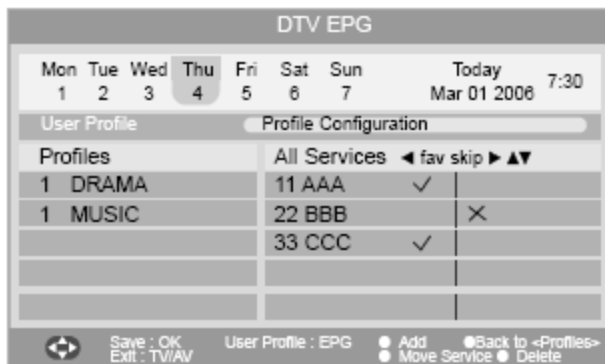 DTV EPG
Mon Tue Wed Thu Fri Sat Sun Today
1 2 3 4 5 6 7 Mar 01 2006 7:30
User Profile Profile Configuration
Profiles All Services ◀ fav skip ▶ ▲▼
1 DRAMA 11 AAA ✓
1 MUSIC 22 BBB ✕
33 CCC ✓
Save : OK User Profile : EPG Add Back to <Profiles>
Exit : TV/AV Move Service Delete